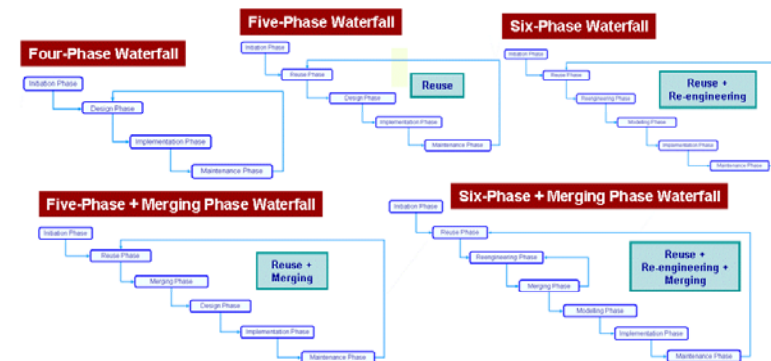 Four-Phase Waterfall
Initiation Phase
Design Phase
Implementation Phase
Maintenance Phase
Five-Phase Waterfall
Initiation Phase
Reuse Phase
Design Phase
Implementation Phase
Maintenance Phase
Reuse
Six-Phase Waterfall
Initiation Phase
Reuse Phase
Reengineering Phase
Modelling Phase
Implementation Phase
Maintenance Phase
Reuse +
Re-engineering
Five-Phase + Merging Phase Waterfall
Initiation Phase
Reuse Phase
Merging Phase
Design Phase
Implementation Phase
Maintenance Phase
Reuse +
Merging
Six-Phase + Merging Phase Waterfall
Initiation Phase
Reuse Phase
Reengineering Phase
Merging Phase
Modelling Phase
Implementation Phase
Maintenance Phase
Reuse +
Re-engineering +
Merging